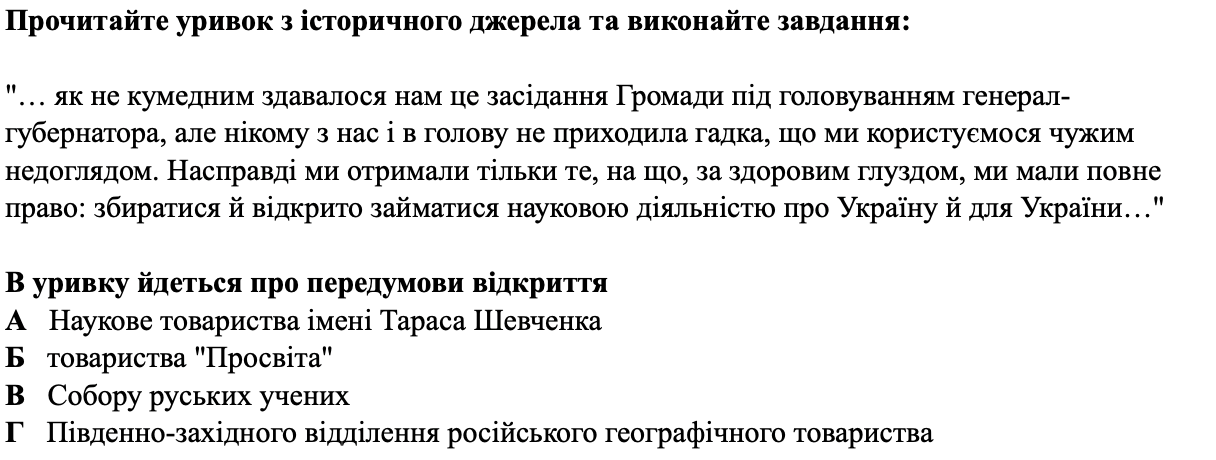 Прочитайте уривок з історичного джерела та виконайте завдання:
"… як не кумедним здавалося нам це засідання Громади під головуванням генерал-
губернатора, але нікому з нас і в голову не приходила гадка, що ми користуємося чужим
недоглядом. Насправді ми отримали тільки те, на що, за здоровим глуздом, ми мали повне
право: збиратися й відкрито займатися науковою діяльністю про Україну й для України…"
В уривку йдеться про передумови відкриття
А Наукове товариства імені Тараса Шевченка
Б товариства "Просвіта"
В Собору руських учених
Г Південно-західного відділення російського географічного товариства